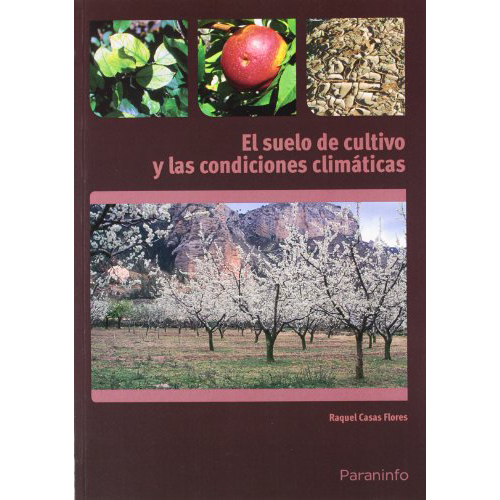 El suelo de cultivo
y las condiciones climáticas
Raquel Casas Flores
Paraninfo